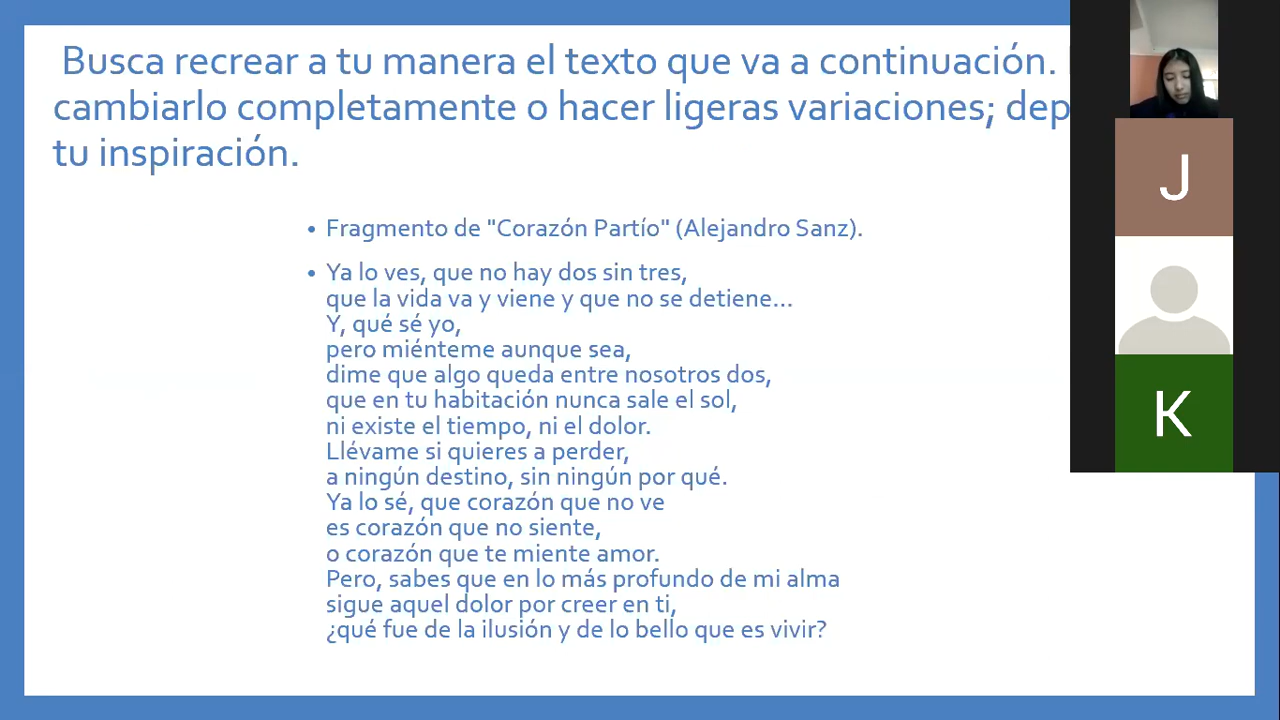 Busca recrear a tu manera el texto que va a continuación.
cambiarlo completamente o hacer ligeras variaciones;
tu inspiración.
• Fragmento de "Corazón Partío" (Alejandro Sanz).
• Ya lo ves, que no hay dos sin tres,
que la vida va y viene y que no se detiene...
Y, qué sé yo,
pero miénteme aunque sea,
dime que algo queda entre nosotros dos,
que en tu habitación nunca sale el sol,
ni existe el tiempo, ni el dolor.
Llévame si quieres a perder,
a ningún destino, sin ningún por qué.
Ya lo sé, que corazón que no ve
es corazón que no siente,
o corazón que te miente amor.
Pero, sabes que en lo más profundo de mi alma
sigue aquel dolor por creer en ti,
¿qué fue de la ilusión y de lo bello que es vivir?
J
K